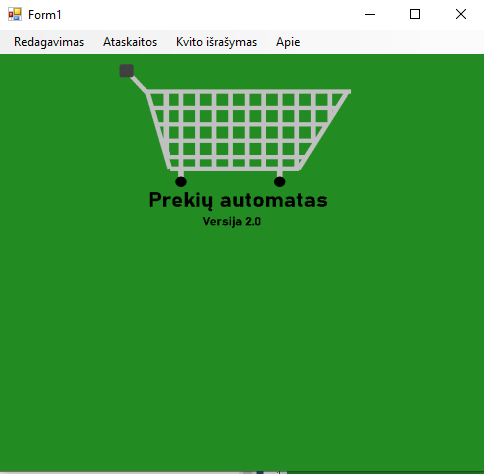 Form1
Redagavimas Ataskaitos Kvito išrašymas Apie
Prekių automatas
Versija 2.0